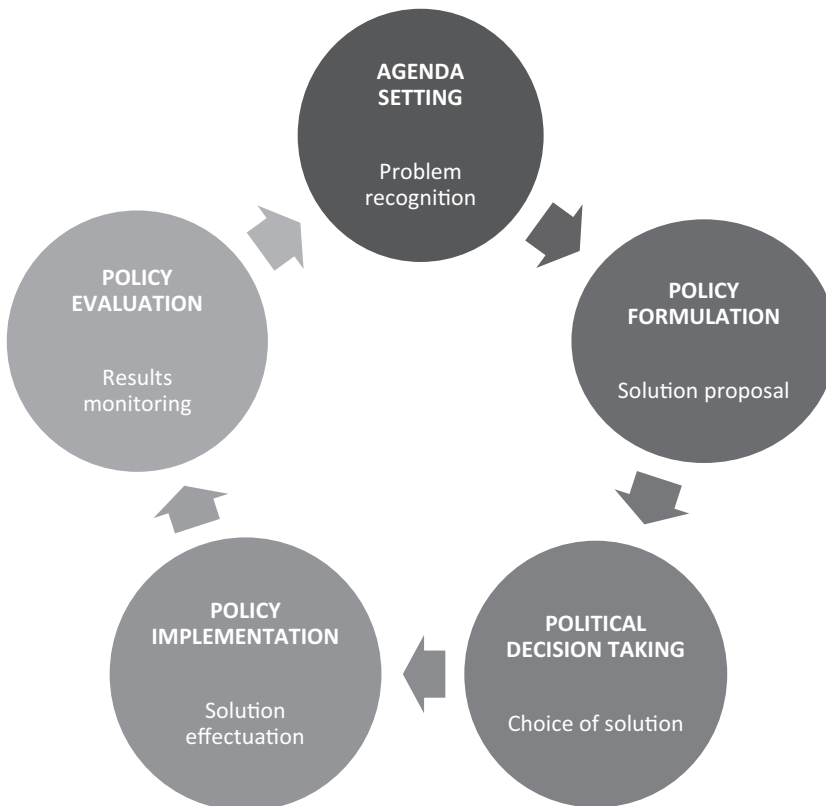 AGENDA
SETTING
Problem
recognition
POLICY
FORMULATION
Solution proposal
POLITICAL
DECISION TAKING
Choice of solution
POLICY
IMPLEMENTATION
Solution
effectuation
POLICY
EVALUATION
Results
monitoring